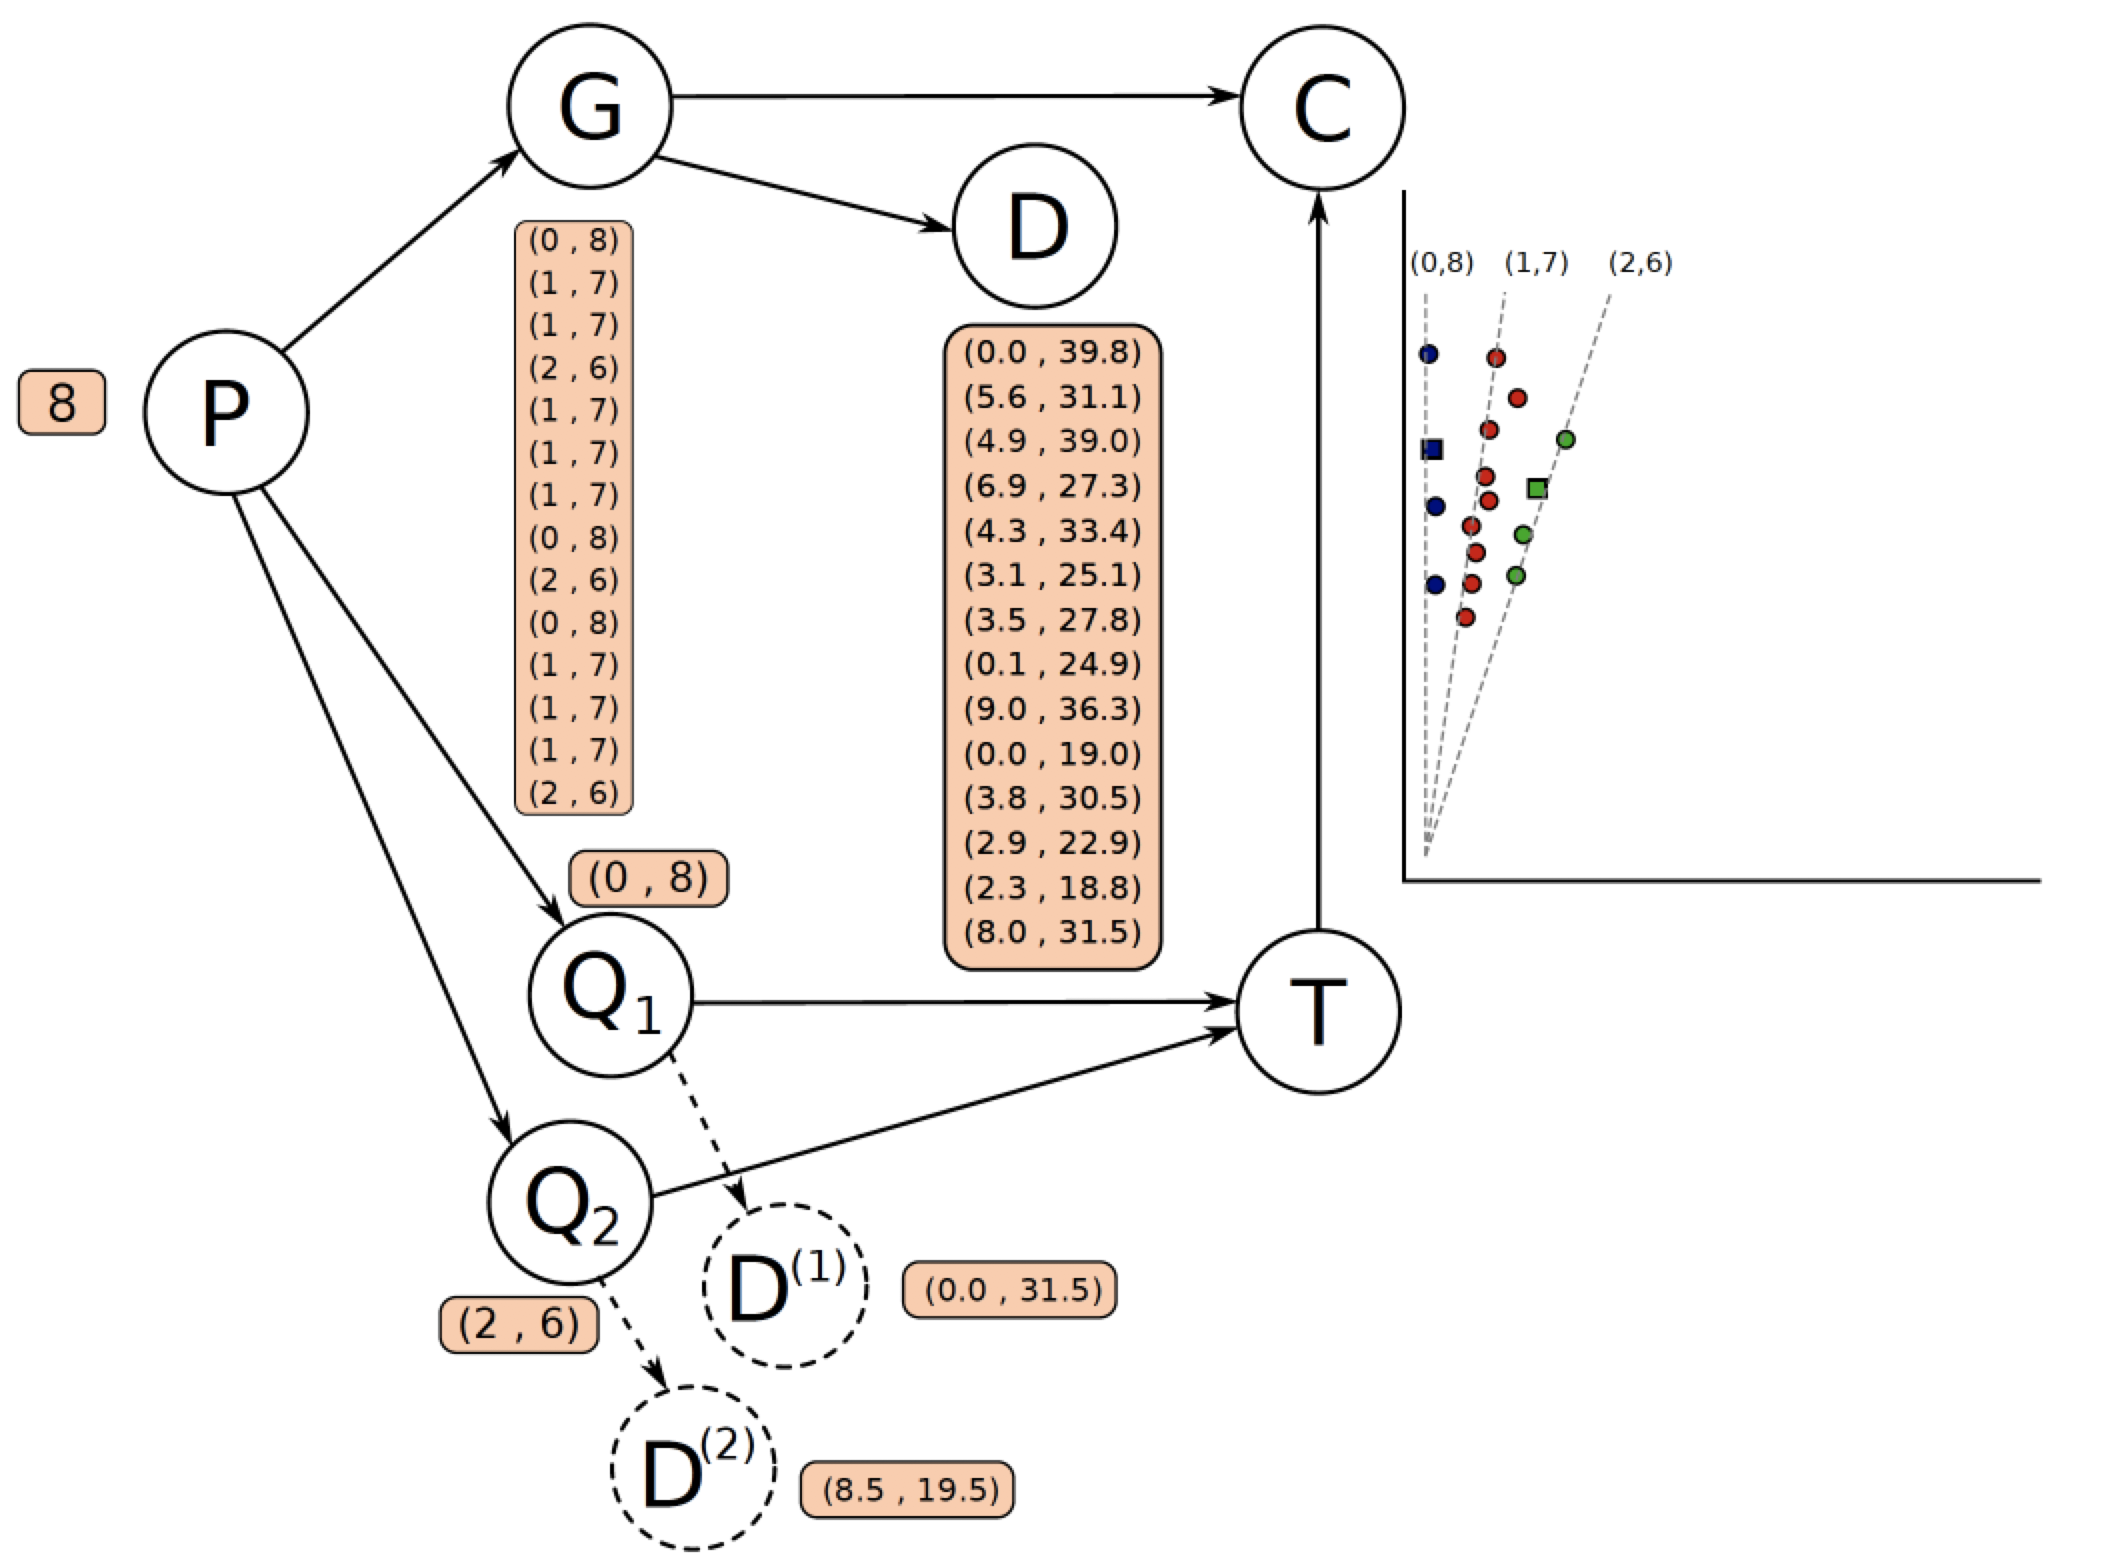 G
C
D
(0,8) (1,7) (2,6)
P
8
(0 , 8)
(1 , 7)
(1 , 7)
(2 , 6)
(1 , 7)
(1 , 7)
(1 , 7)
(0 , 8)
(2 , 6)
(0 , 8)
(1 , 7)
(1 , 7)
(1 , 7)
(2 , 6)
(0.0 , 39.8)
(5.6 , 31.1)
(4.9 , 39.0)
(6.9 , 27.3)
(4.3 , 33.4)
(3.1 , 25.1)
(3.5 , 27.8)
(0.1 , 24.9)
(9.0 , 36.3)
(0.0 , 19.0)
(3.8 , 30.5)
(2.9 , 22.9)
(2.3 , 18.8)
(8.0 , 31.5)
(0 , 8)
Q1
T
Q2
(2 , 6)
D(1)
(0.0 , 31.5)
D(2)
(8.5 , 19.5)